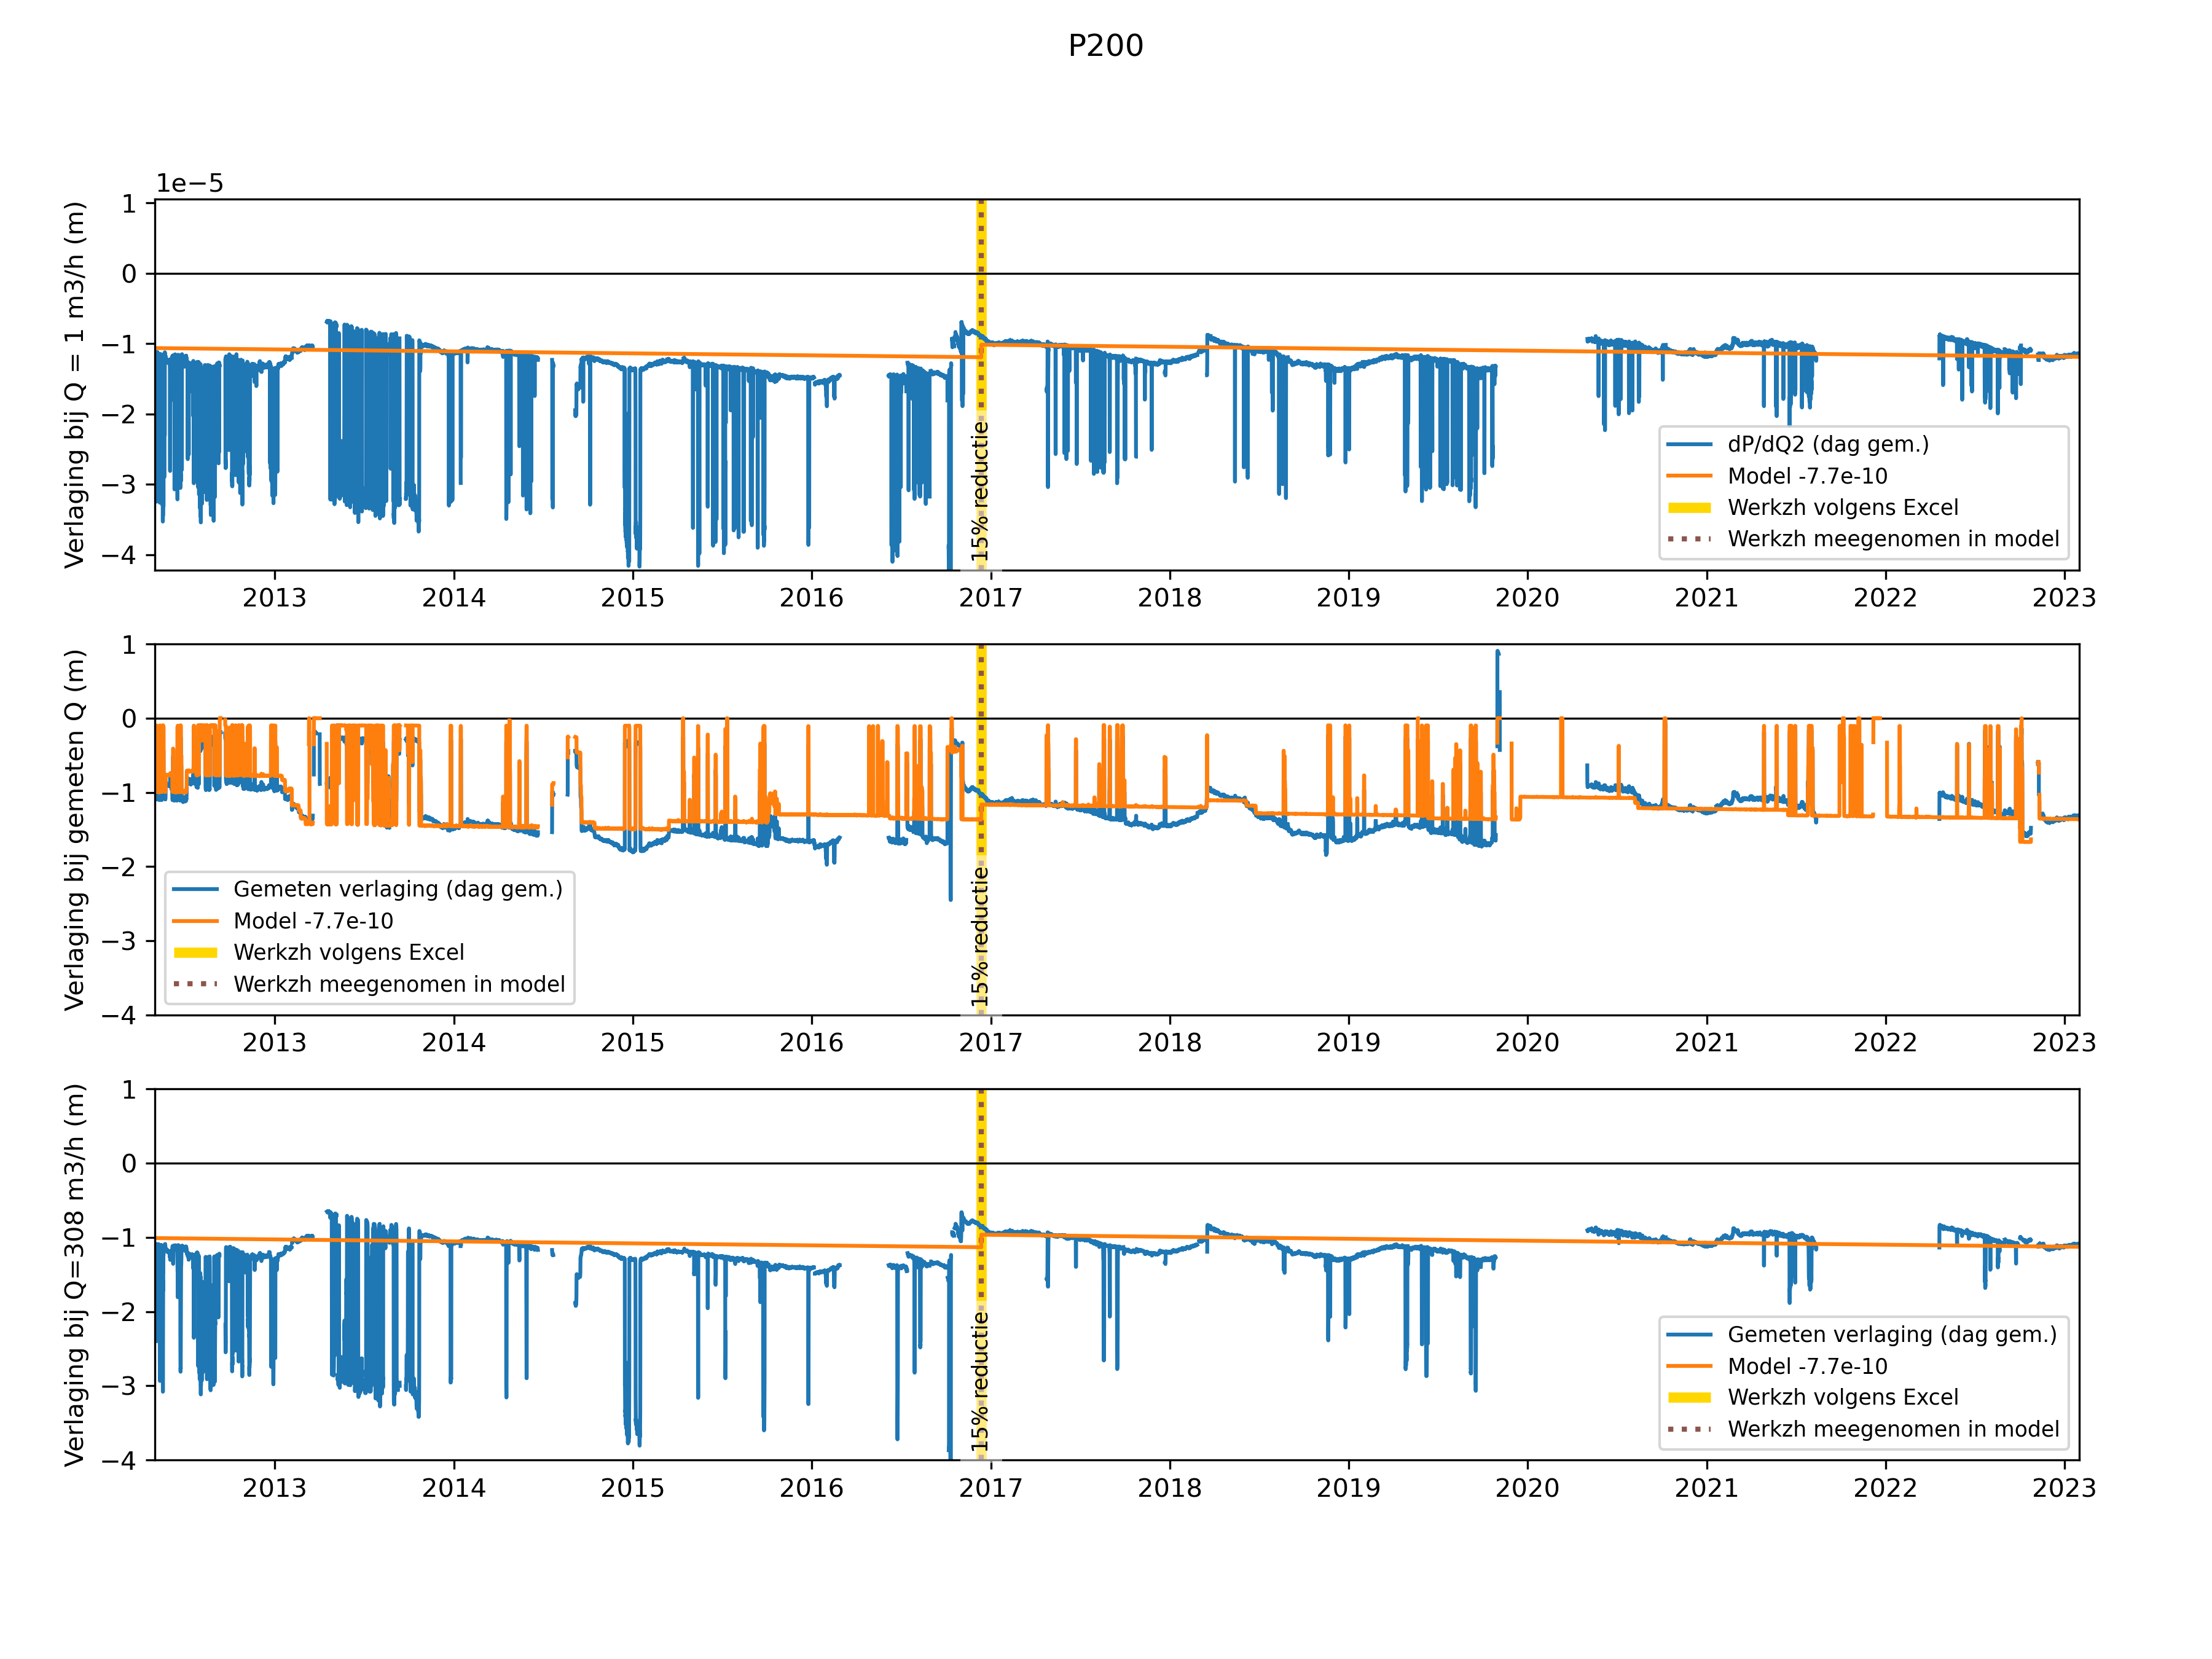 P200
1e−5
Verlaging bij Q = 1 m3/h (m)
1
0
−1
−2
−3
−4
15% reductie
dP/dQ2 (dag gem.)
Model -7.7e-10
Werkzh volgens Excel
Werkzh meegenomen in model
2013 2014 2015 2016 2017 2018 2019 2020 2021 2022 2023
Verlaging bij gemeten Q (m)
1
0
−1
−2
−3
−4
Gemeten verlaging (dag gem.)
Model -7.7e-10
Werkzh volgens Excel
Werkzh meegenomen in model
15% reductie
2013 2014 2015 2016 2017 2018 2019 2020 2021 2022 2023
Verlaging bij Q=308 m3/h (m)
1
0
−1
−2
−3
−4
15% reductie
Gemeten verlaging (dag gem.)
Model -7.7e-10
Werkzh volgens Excel
Werkzh meegenomen in model
2013 2014 2015 2016 2017 2018 2019 2020 2021 2022 2023